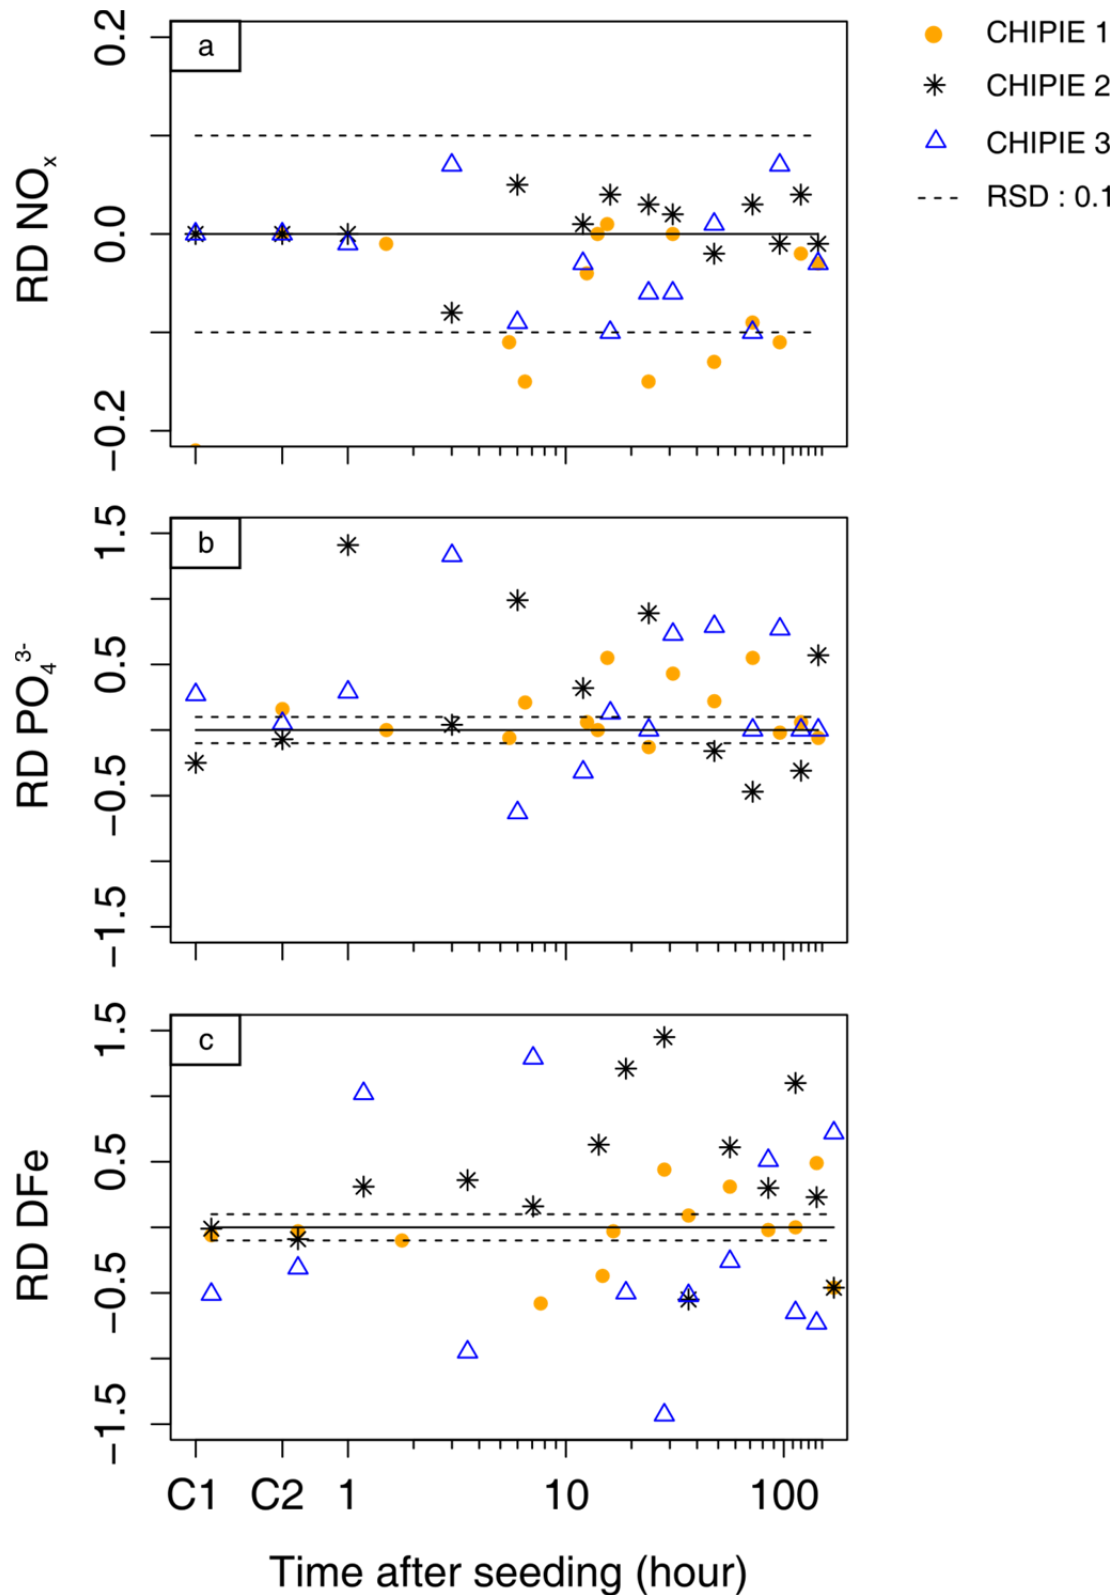 a
0.2
0.0
−0.2
RD NOx
CHIPIE 1
CHIPIE 2
CHIPIE 3
RSD : 0.1
b
1.5
0.5
−0.5
−1.5
RD PO4 3-
c
1.5
0.5
−0.5
−1.5
RD DFe
C1 C2 1 10 100
Time after seeding (hour)